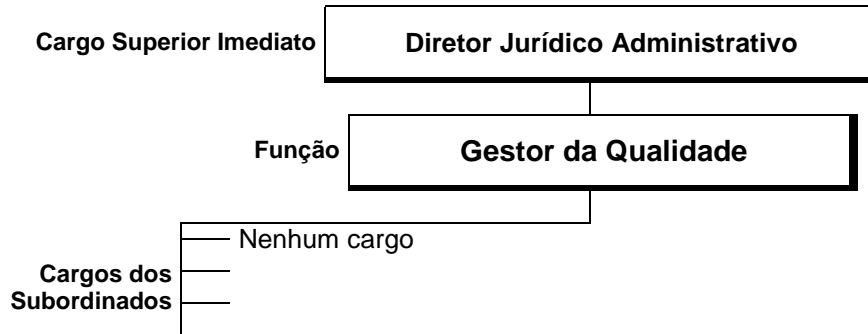 Cargo Superior Imediato
Diretor Jurídico Administrativo
Função
Gestor da Qualidade
Nenhum cargo
Cargos dos
Subordinados